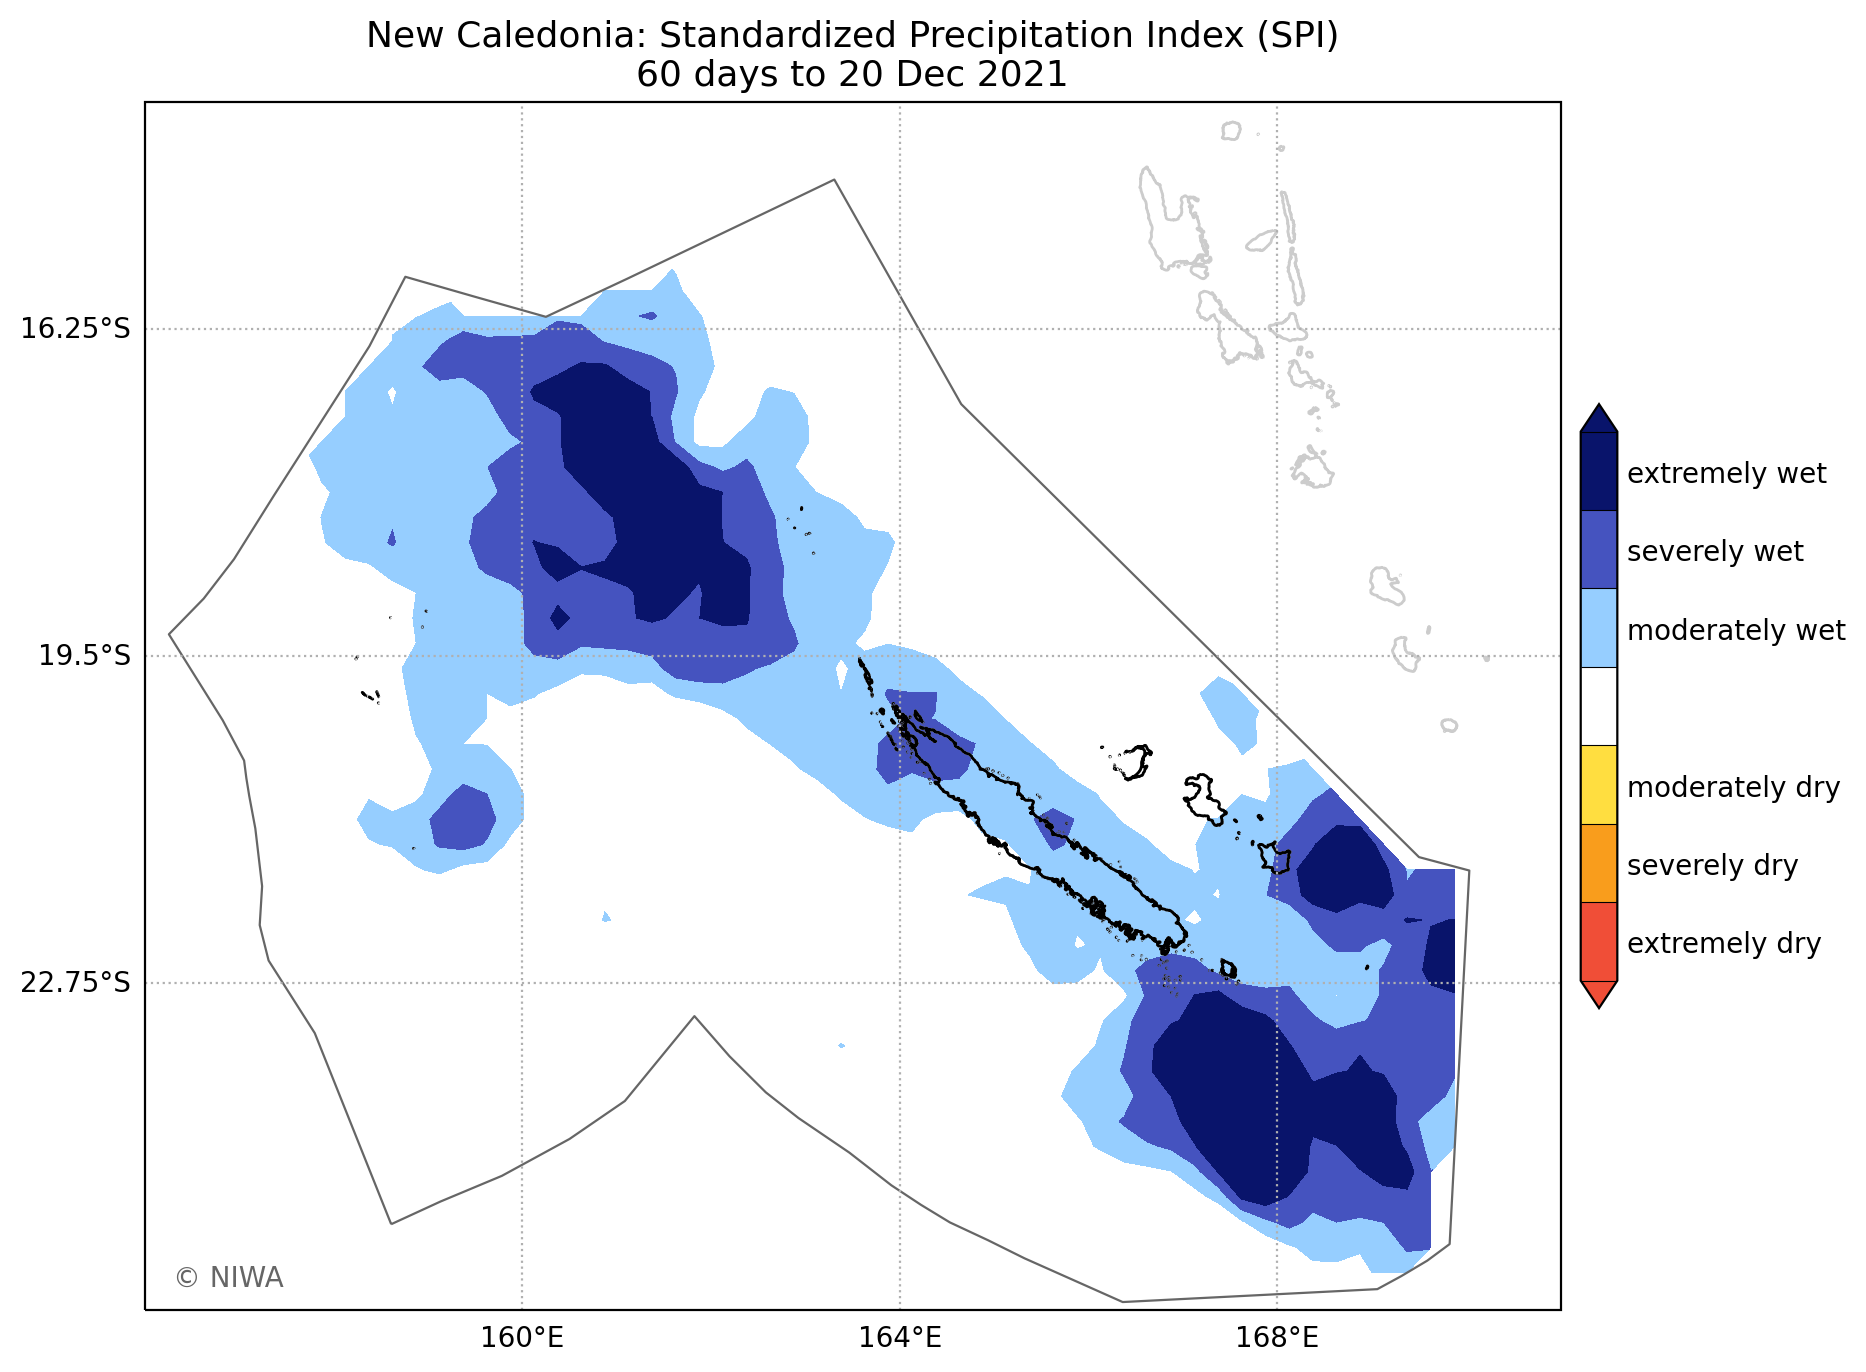 New Caledonia: Standardized Precipitation Index (SPI)
60 days to 20 Dec 2021
16.25°S
19.5°S
22.75°S
160°E
164°E
168°E
extremely wet
severely wet
moderately wet
moderately dry
severely dry
extremely dry
© NIWA